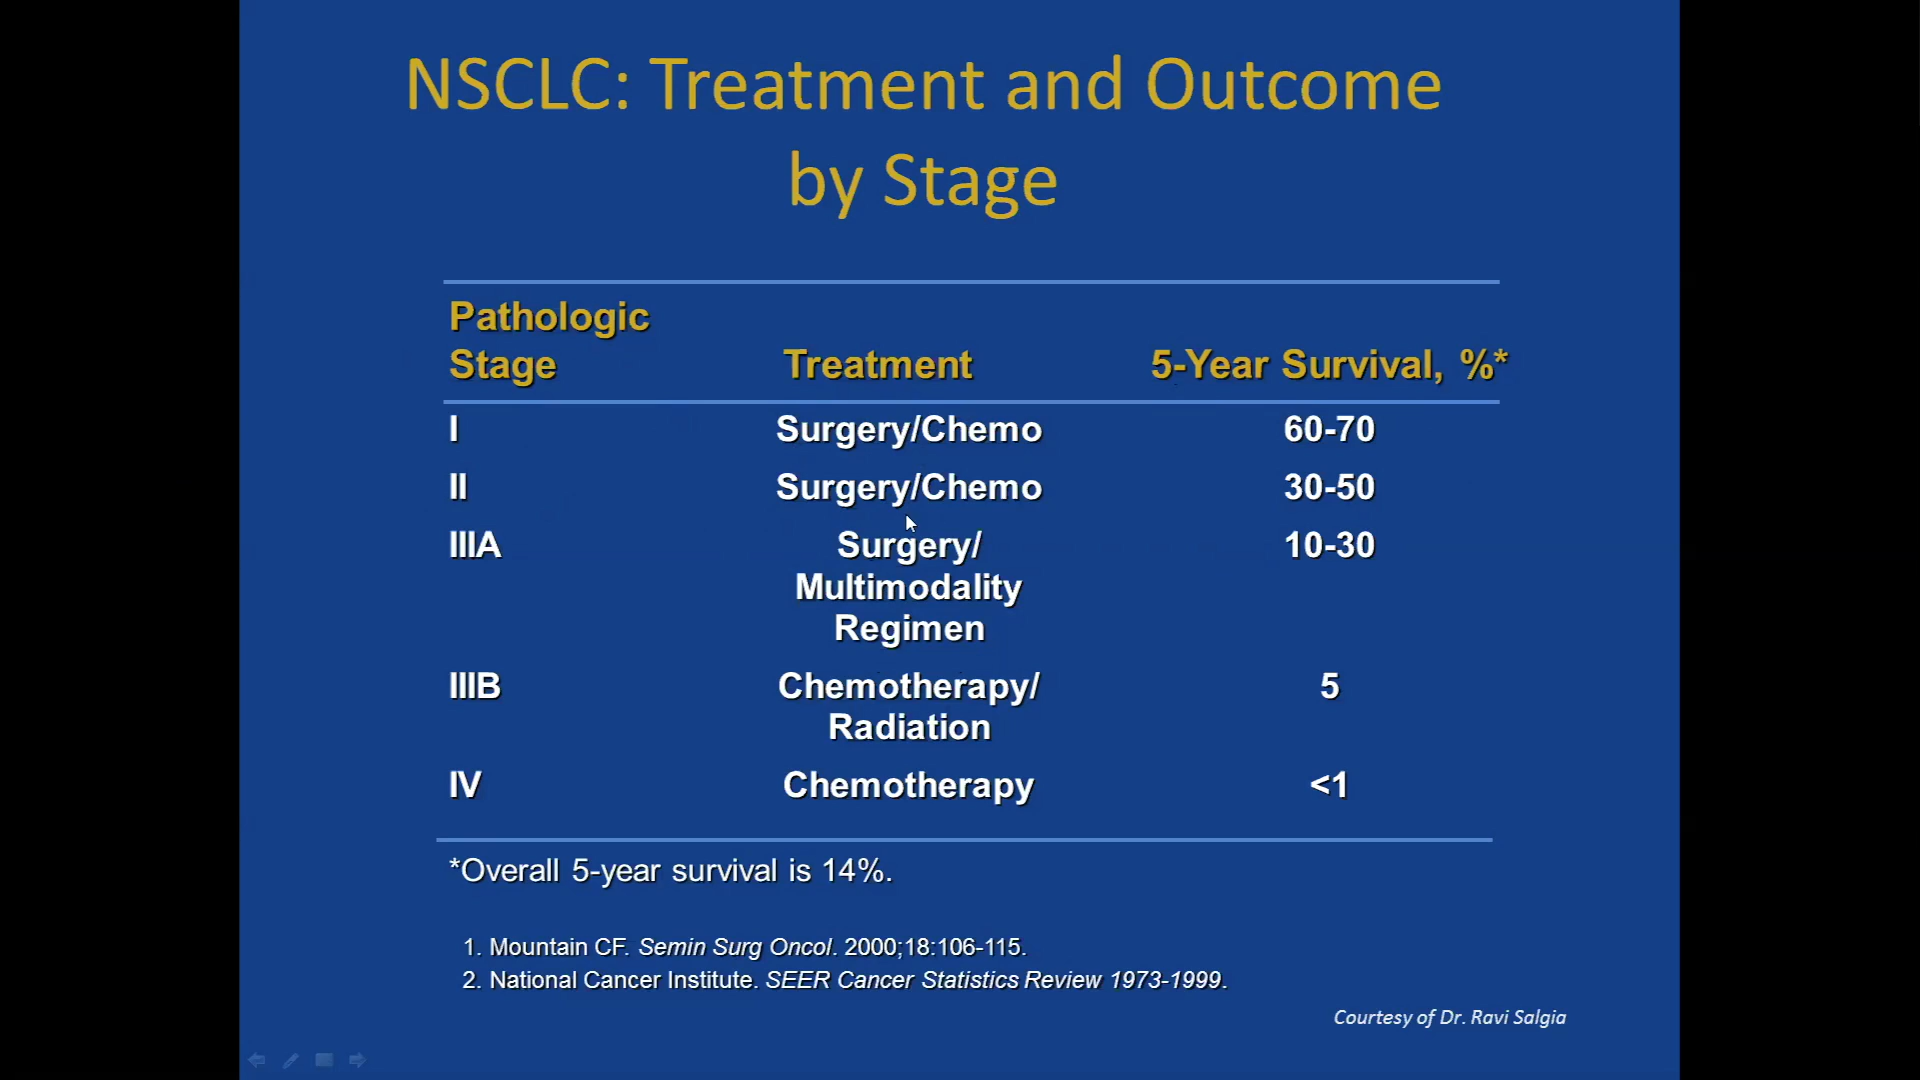 NSCLC: Treatment and Outcome
by Stage
Pathologic
Stage Treatment 5-Year Survival, %*
I Surgery/Chemo 60-70
II Surgery/Chemo 30-50
IIIA Surgery/ 10-30
Multimodality
Regimen
IIIB Chemotherapy/ 5
Radiation
IV Chemotherapy <1
*Overall 5-year survival is 14%.
1. Mountain CF. Semin Surg Oncol. 2000;18:106-115.
2. National Cancer Institute. SEER Cancer Statistics Review 1973-1999.
Courtesy of Dr. Ravi Salgia